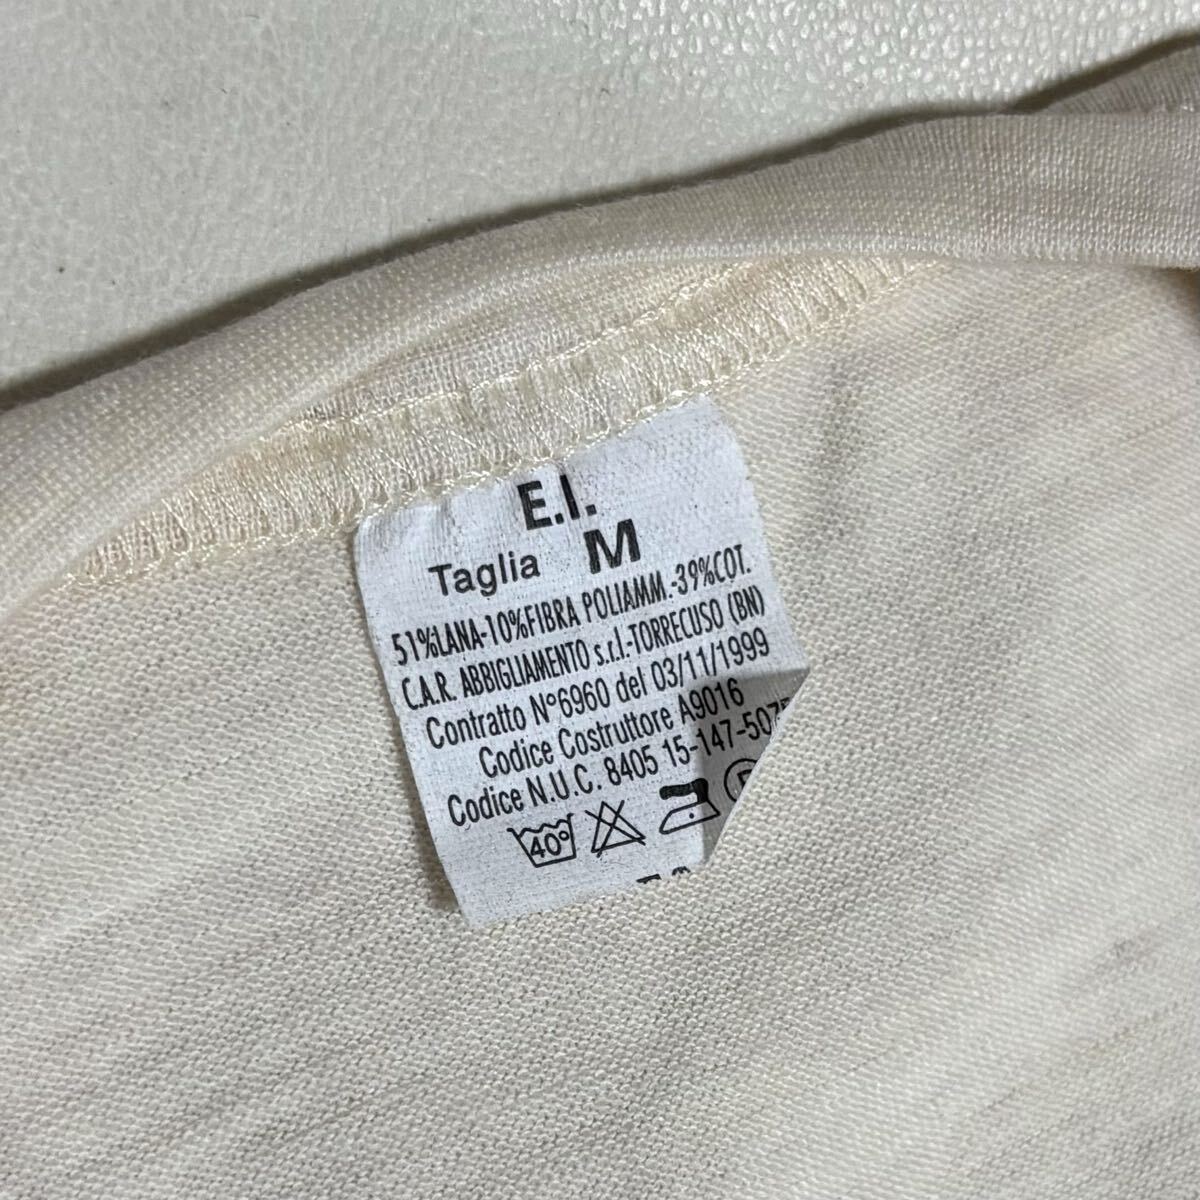 E.I.
Taglia M
51%LANA-10%FIBRA POLIAMM.-39%COT.
C.A.R. ABBIGLIAMENTO s.r.l.-TORRECUSO (BN)
Contratto N°6960 del 03/11/1999
Codice Costruttore A9016
Codice N.U.C. 8405 15-147-507
40°